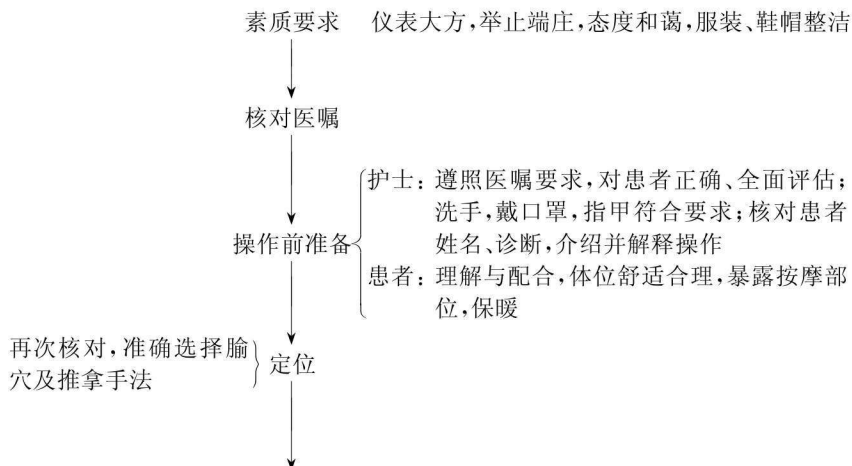 素质要求 仪表大方,举止端庄,态度和蔼,服装、鞋帽整洁
核对医嘱
操作前准备
护士:遵照医嘱要求,对患者正确、全面评估;
洗手,戴口罩,指甲符合要求;核对患者
姓名、诊断,介绍并解释操作
患者:理解与配合,体位舒适合理,暴露按摩部
位,保暖
再次核对,准确选择腧
穴及推拿手法
定位